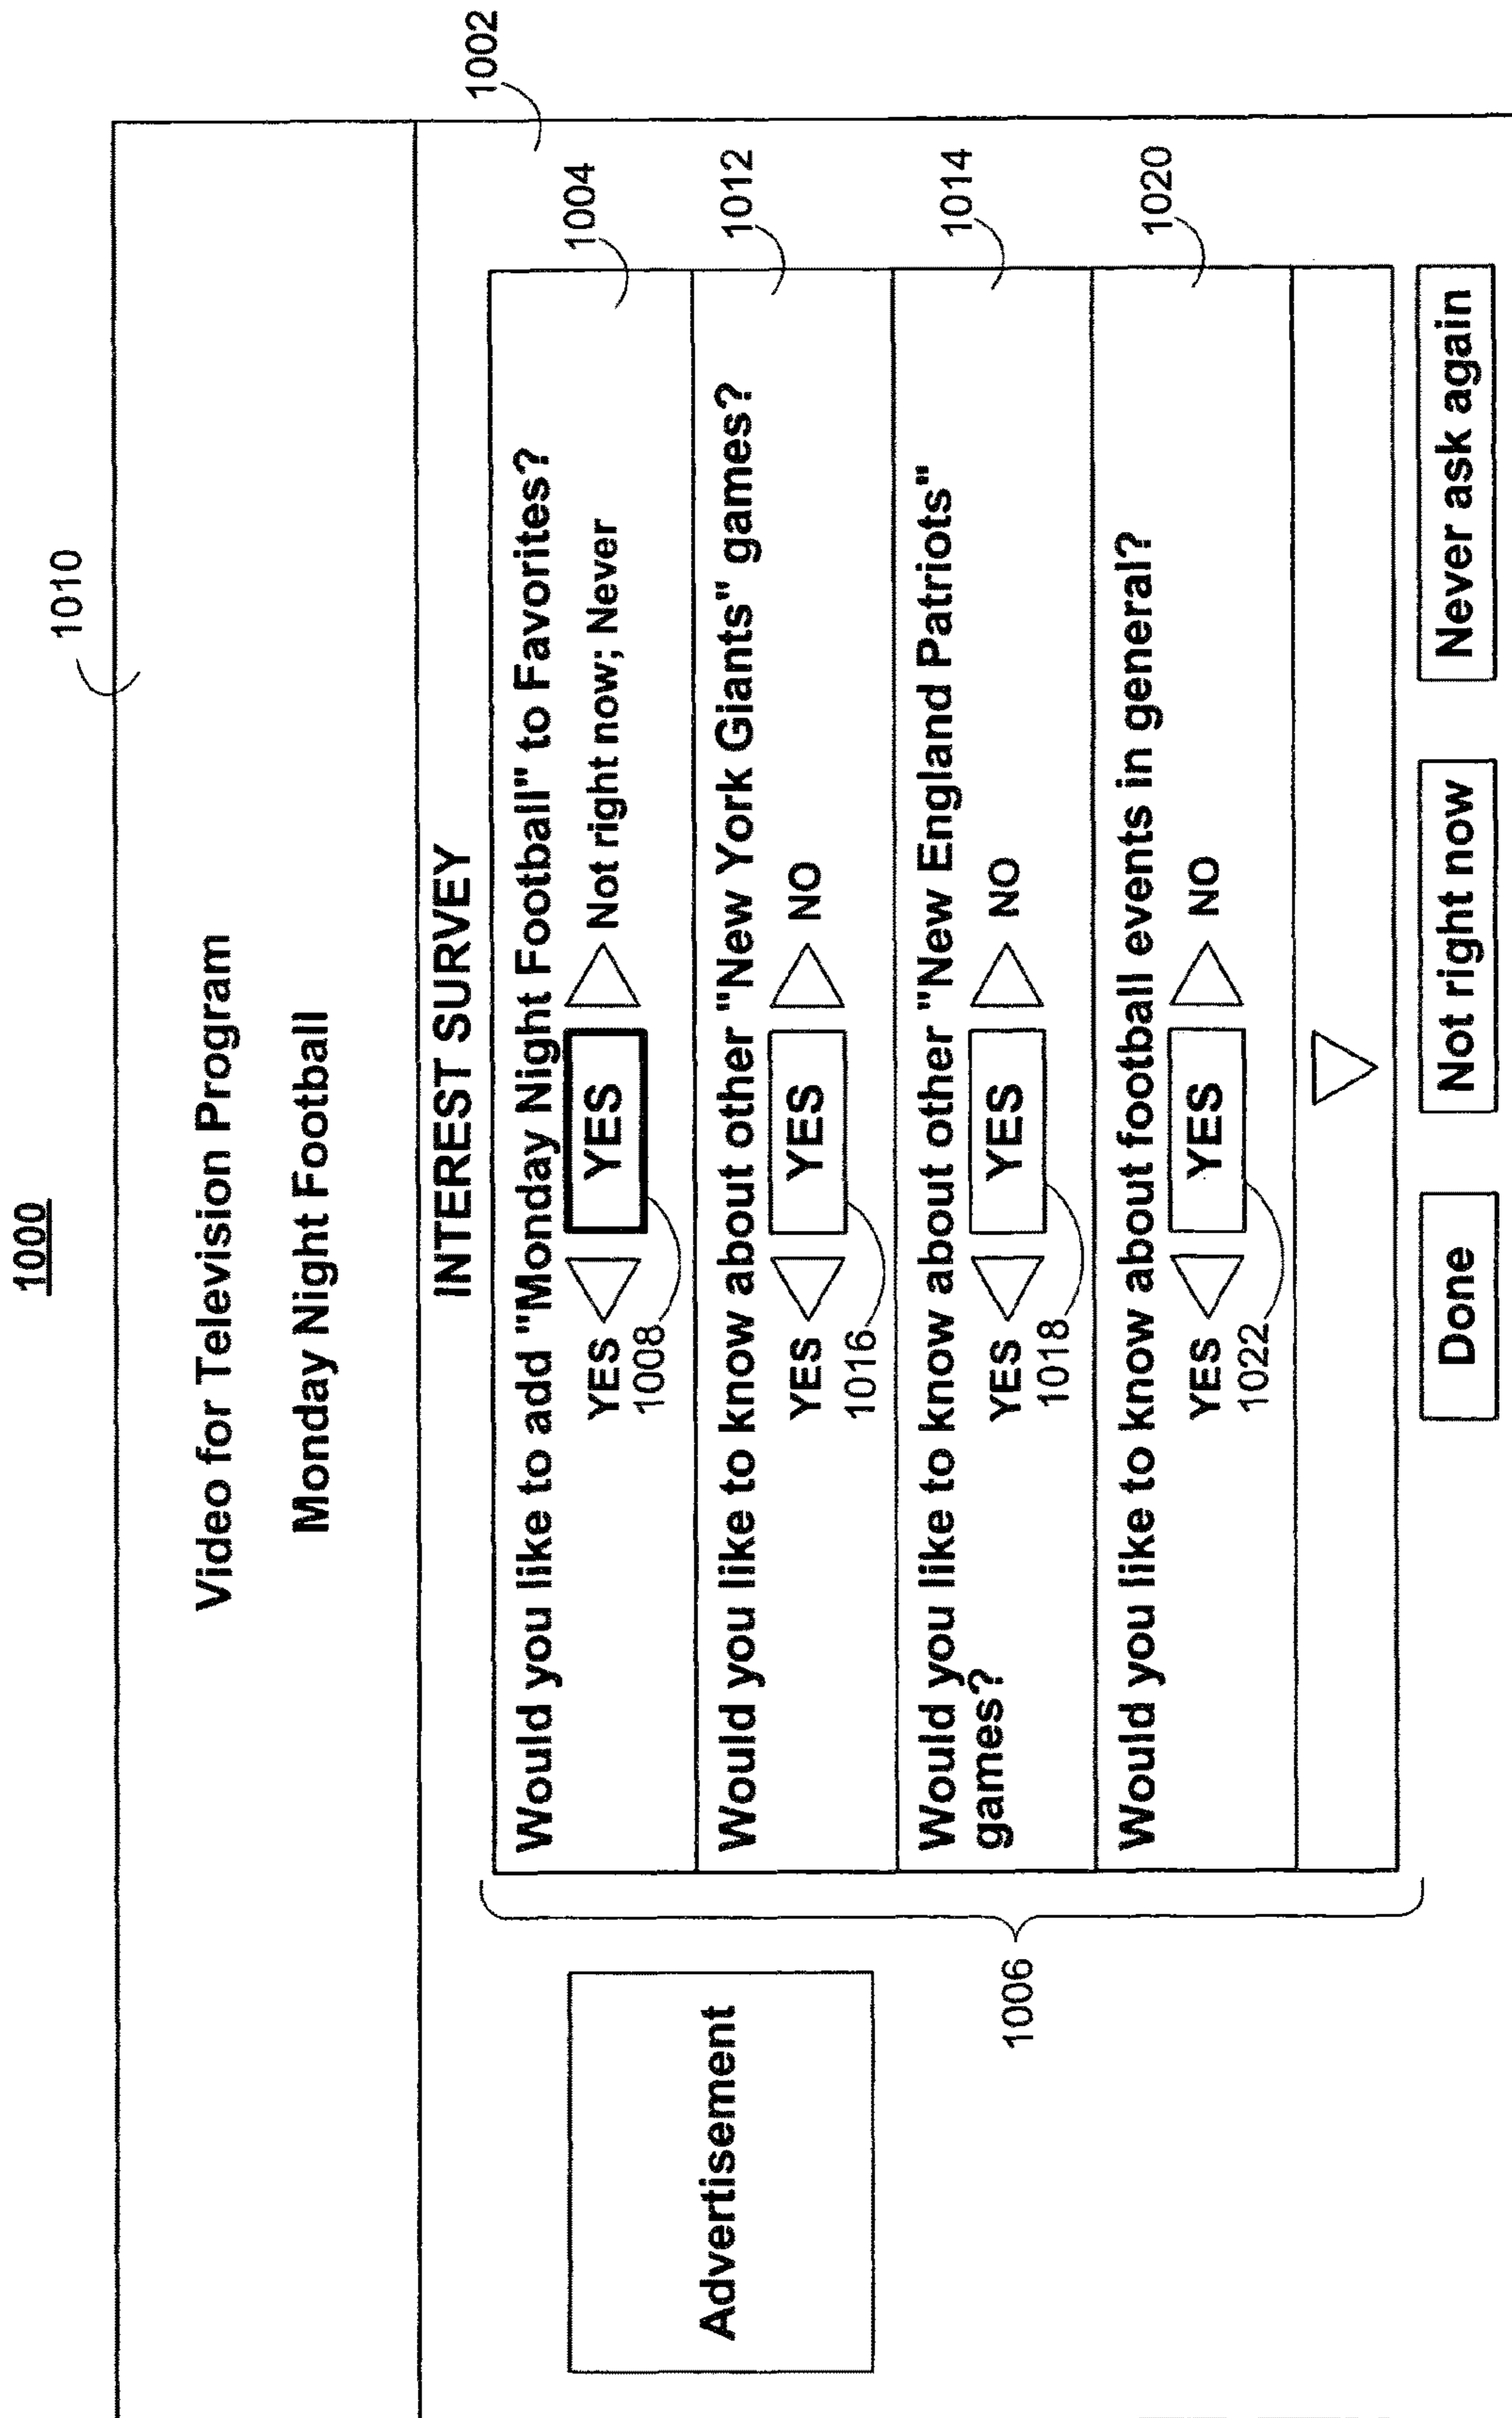 1000
1010
Video for Television Program
Monday Night Football
1002
INTEREST SURVEY
Would you like to add "Monday Night Football" to Favorites?
1004
YES YES Not right now; Never
1008
Would you like to know about other "New York Giants" games?
1012
YES YES NO
1016
Would you like to know about other "New England Patriots"
games?
1014
YES YES NO
1018
Would you like to know about football events in general?
1020
YES YES NO
1022
Advertisement
1006
Done Not right now Never ask again